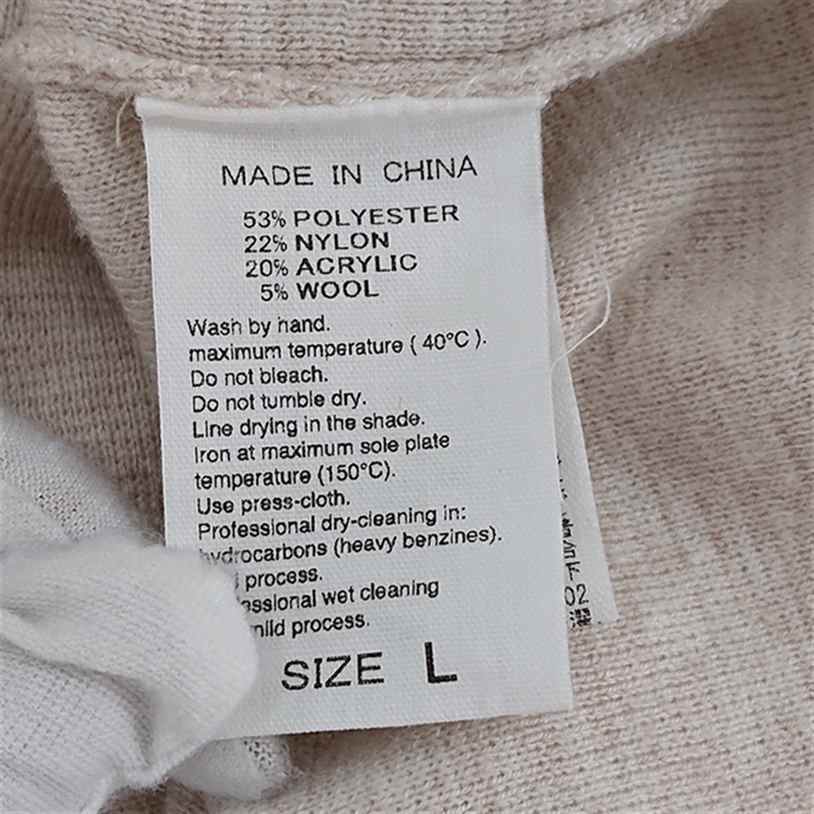 MADE IN CHINA
53% POLYESTER
22% NYLON
20% ACRYLIC
5% WOOL
Wash by hand.
maximum temperature ( 40°C ).
Do not bleach.
Do not tumble dry.
Line drying in the shade.
Iron at maximum sole plate
temperature (150°C).
Use press-cloth.
Professional dry-cleaning in:
hydrocarbons (heavy benzines).
process.
wet cleaning
process.
SIZE L
02